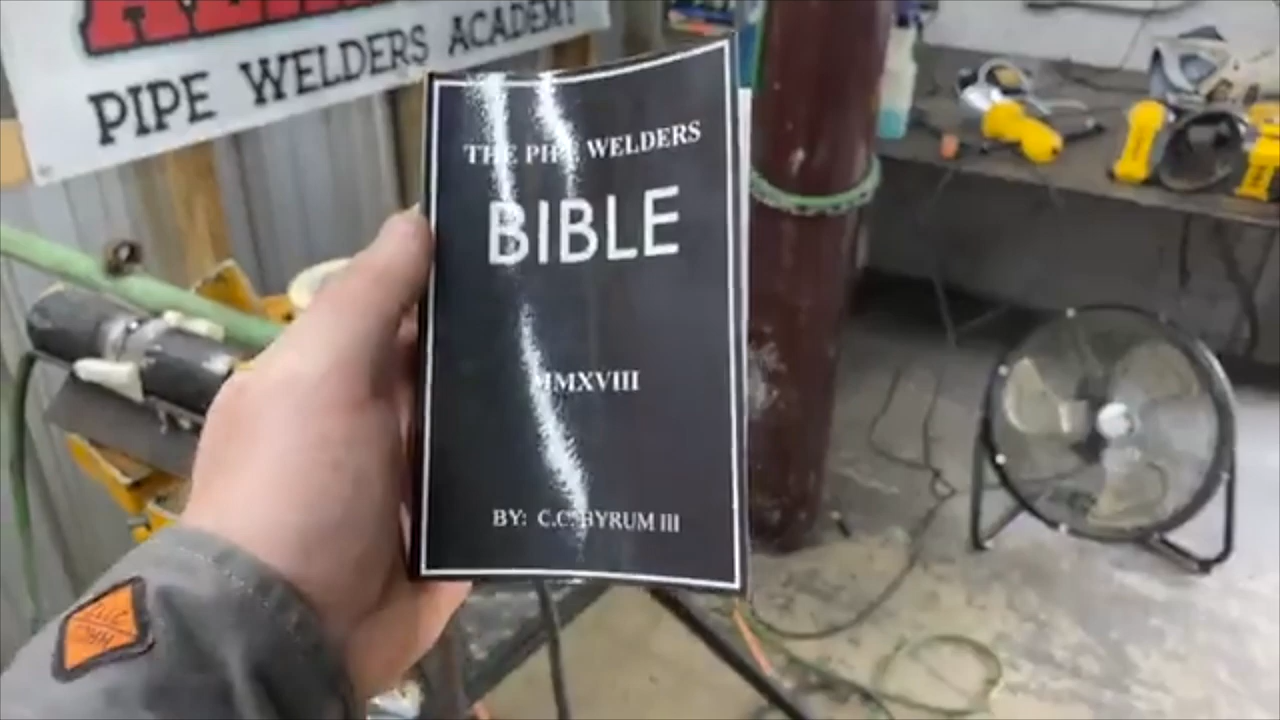 PIPE WELDERS ACADEMY
THE PIPE WELDERS
BIBLE
MMXVIII
BY: C.C. BYRUM III